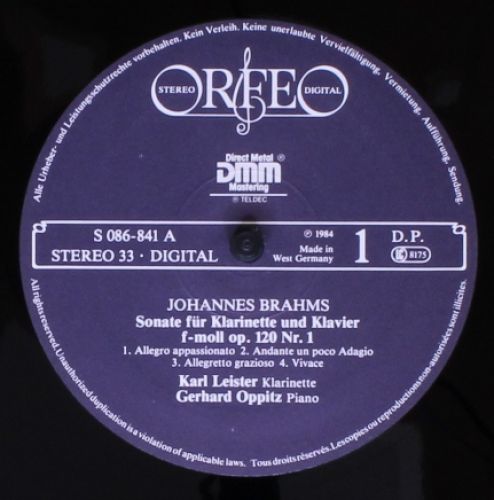 Alle Urheber- und Leistungsschutzrechte vorbehalten. Kein Verleih. Keine unerlaubte Vervielfältigung, Vermietung, Aufführung, Sendung.
STEREO ORFEO DIGITAL
Direct Metal ®
DMM
Mastering
® TELDEC
S 086-841 A
STEREO 33 · DIGITAL
℗ 1984
Made in
West Germany
1
D.P.
8175
JOHANNES BRAHMS
Sonate für Klarinette und Klavier
f-moll op. 120 Nr. 1
1. Allegro appassionato 2. Andante un poco Adagio
3. Allegretto grazioso 4. Vivace
Karl Leister Klarinette
Gerhard Oppitz Piano
All rights reserved. Unauthorized duplication is a violation of applicable laws. Tous droits réservés. Les copies ou reproductions non autorisées sont illicites.